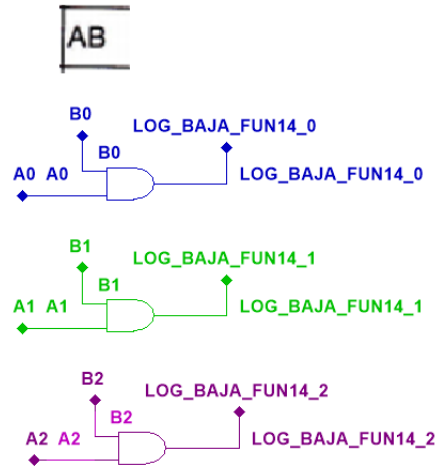 AB
B0
LOG_BAJA_FUN14_0
B0
A0 A0
LOG_BAJA_FUN14_0
B1
LOG_BAJA_FUN14_1
B1
A1 A1
LOG_BAJA_FUN14_1
B2
LOG_BAJA_FUN14_2
B2
A2 A2
LOG_BAJA_FUN14_2